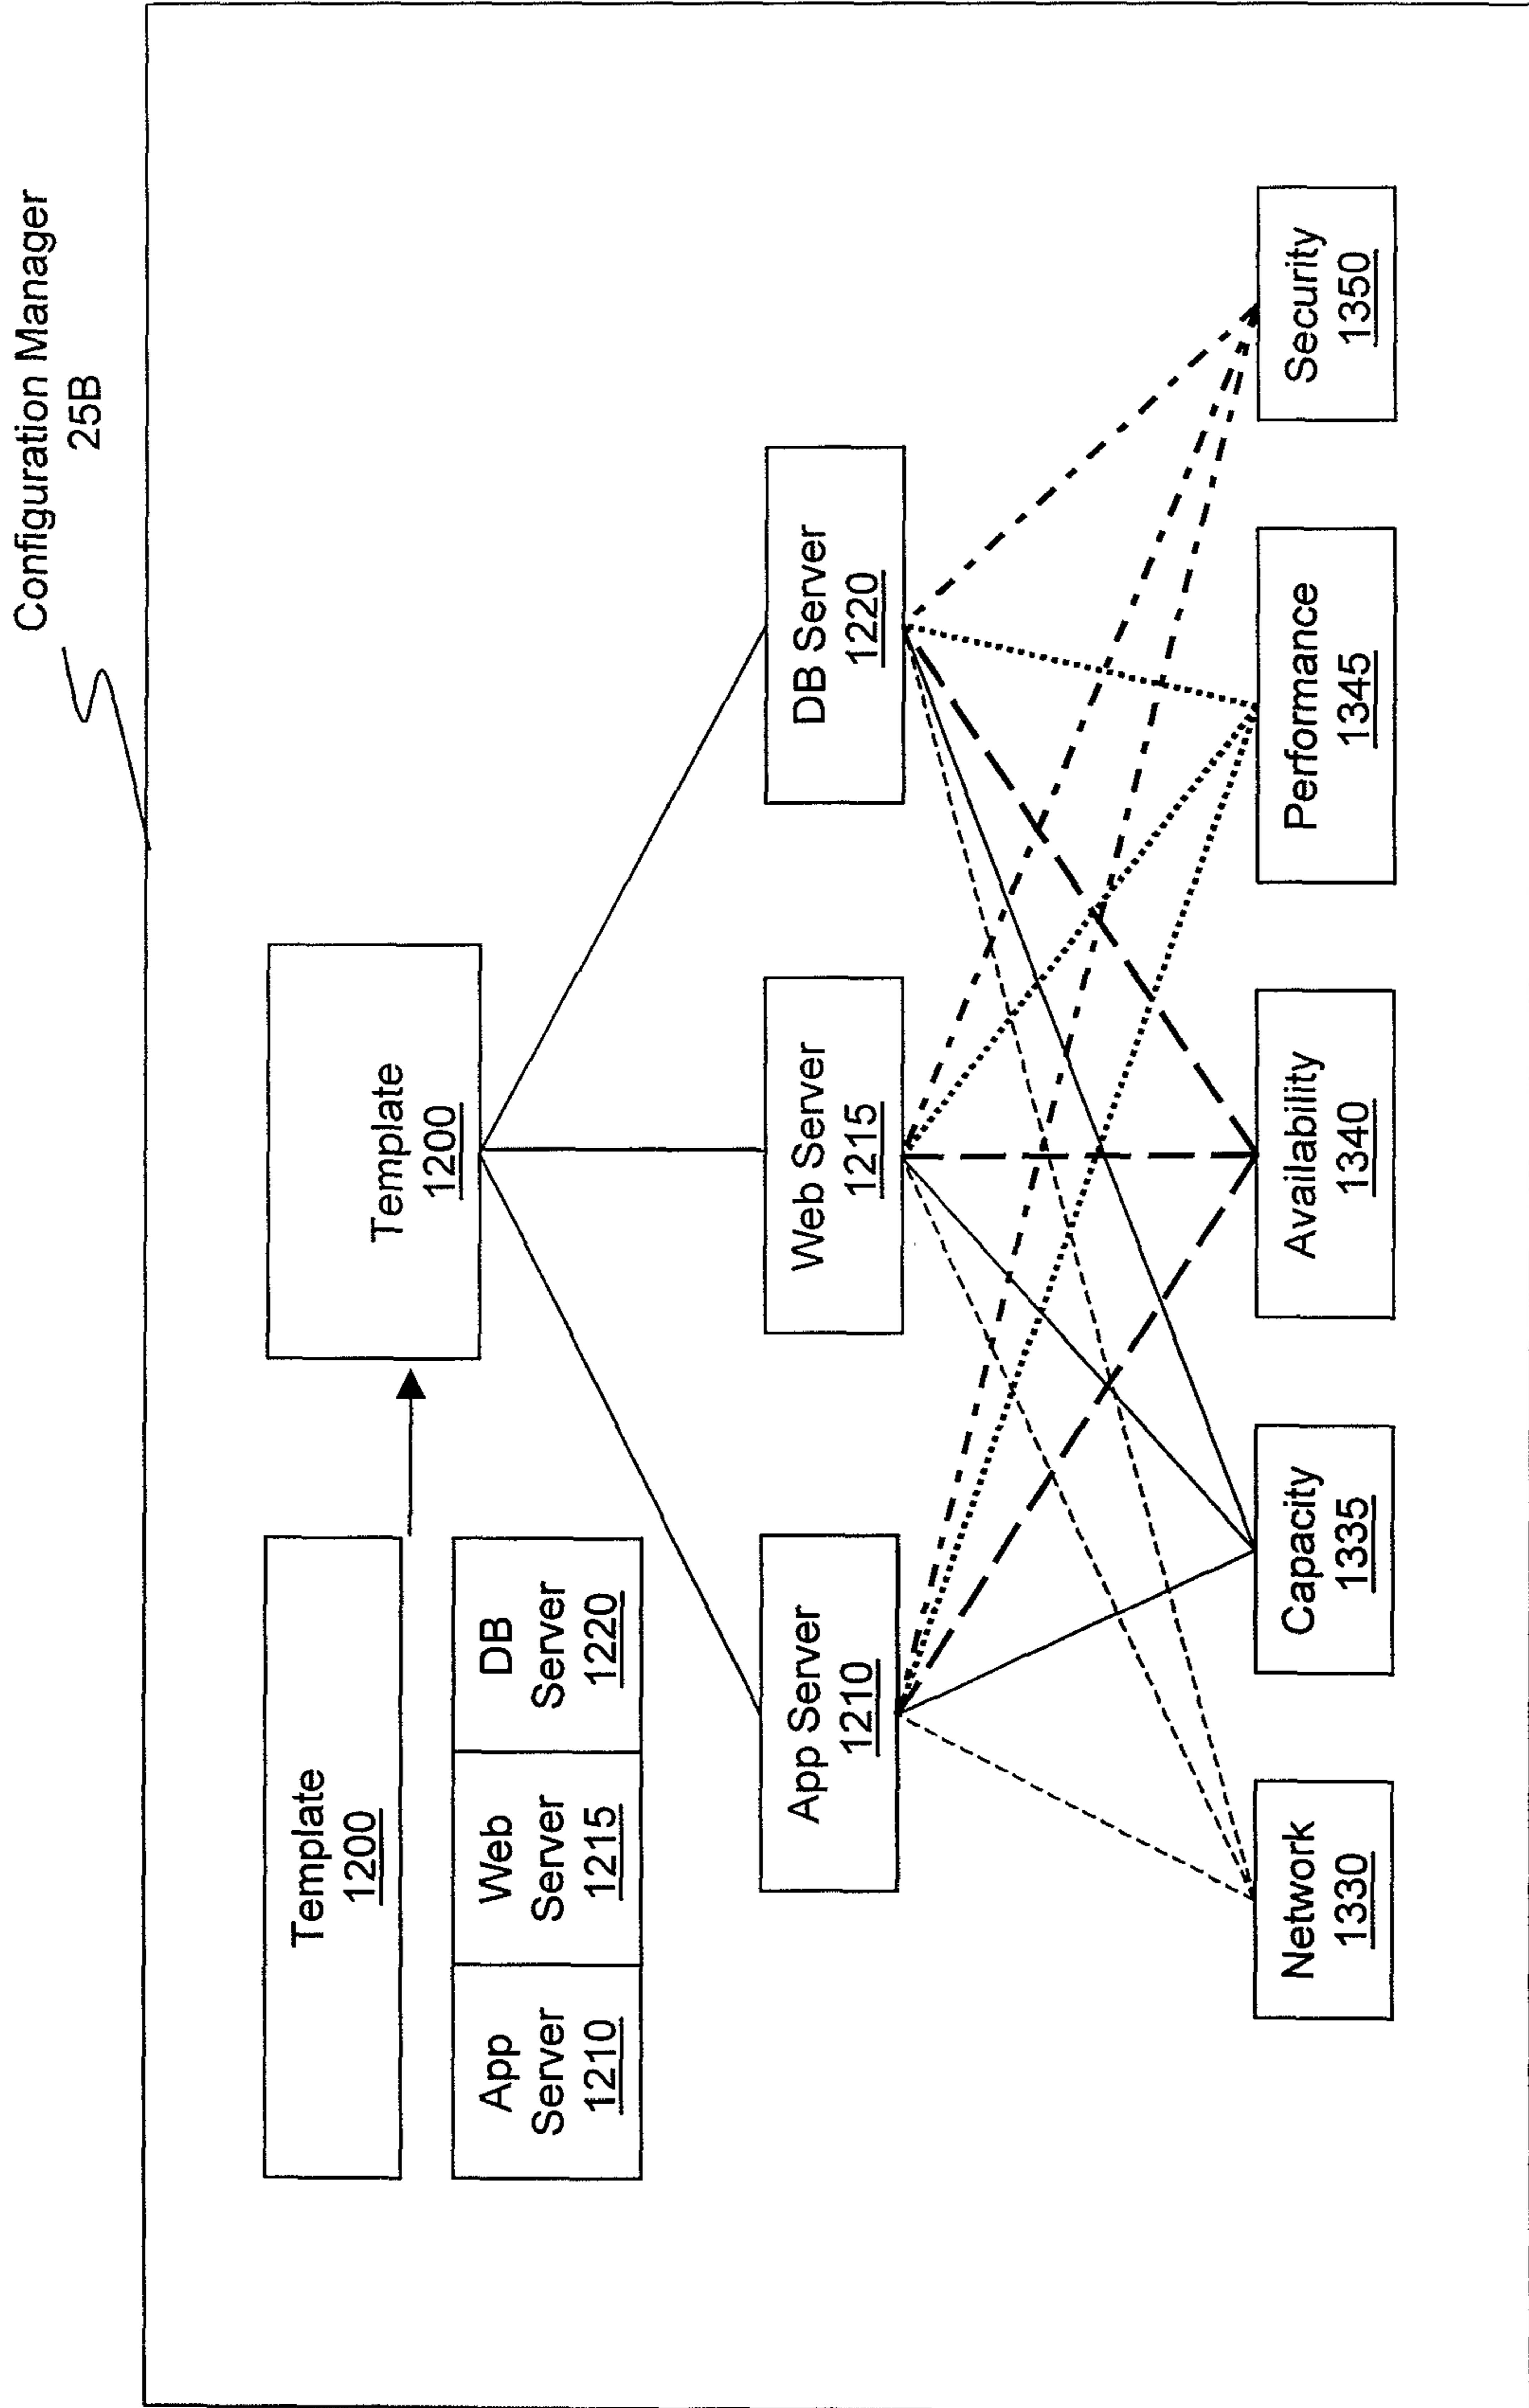 Configuration Manager
25B
Template
1200
App
Server
1210
Web
Server
1215
DB
Server
1220
Template
1200
App Server
1210
Web Server
1215
DB Server
1220
Network
1330
Capacity
1335
Availability
1340
Performance
1345
Security
1350